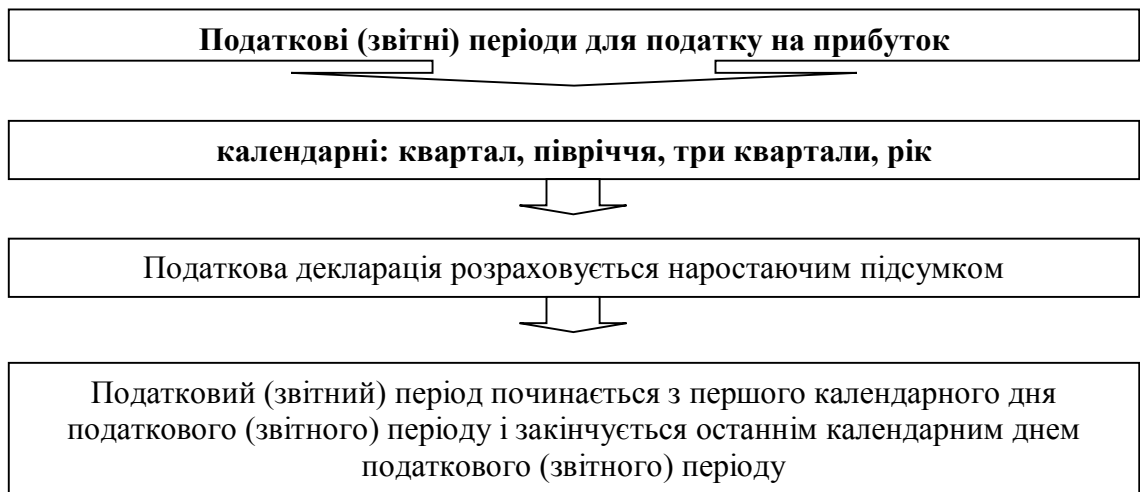 Податкові (звітні) періоди для податку на прибуток
календарні: квартал, півріччя, три квартали, рік
Податкова декларація розраховується наростаючим підсумком
Податковий (звітний) період починається з першого календарного дня
податкового (звітного) періоду і закінчується останнім календарним днем
податкового (звітного) періоду